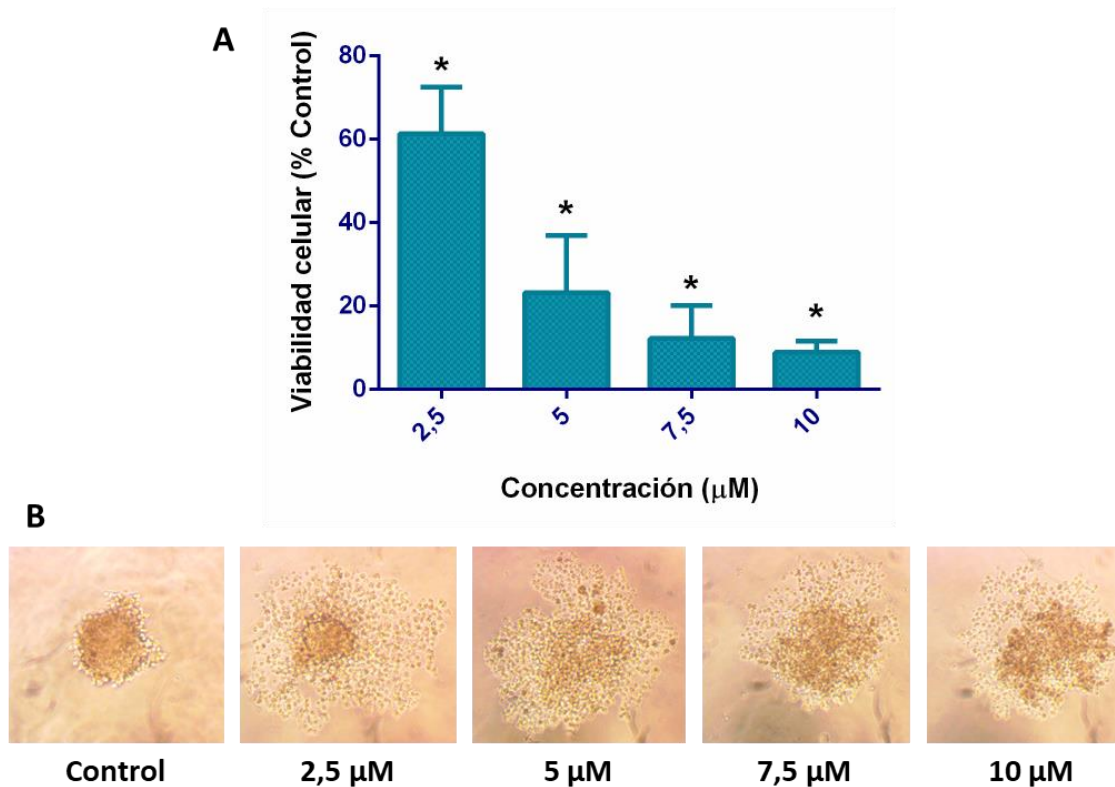 A
Viabilidad celular (% Control)
80
60
40
20
0
*
*
*
*
2,5
5
7,5
10
Concentración (μM)
B
Control
2,5 μM
5 μM
7,5 μM
10 μM